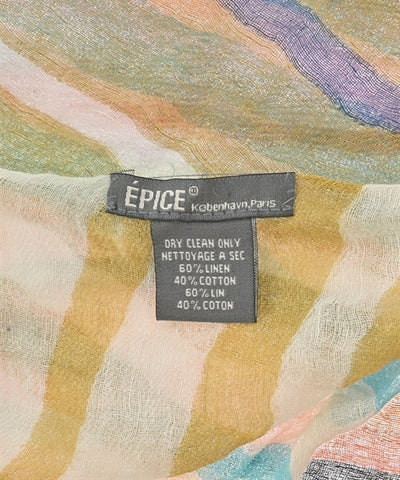 ÉPICE® København, Paris
DRY CLEAN ONLY
NETTOYAGE A SEC
60% LINEN
40% COTTON
60% LIN
40% COTON